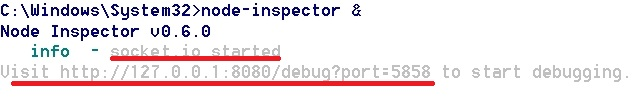 C:\Windows\System32>node-inspector &
Node Inspector v0.6.0
info - socket.io started
Visit http://127.0.0.1:8080/debug?port=5858 to start debugging.